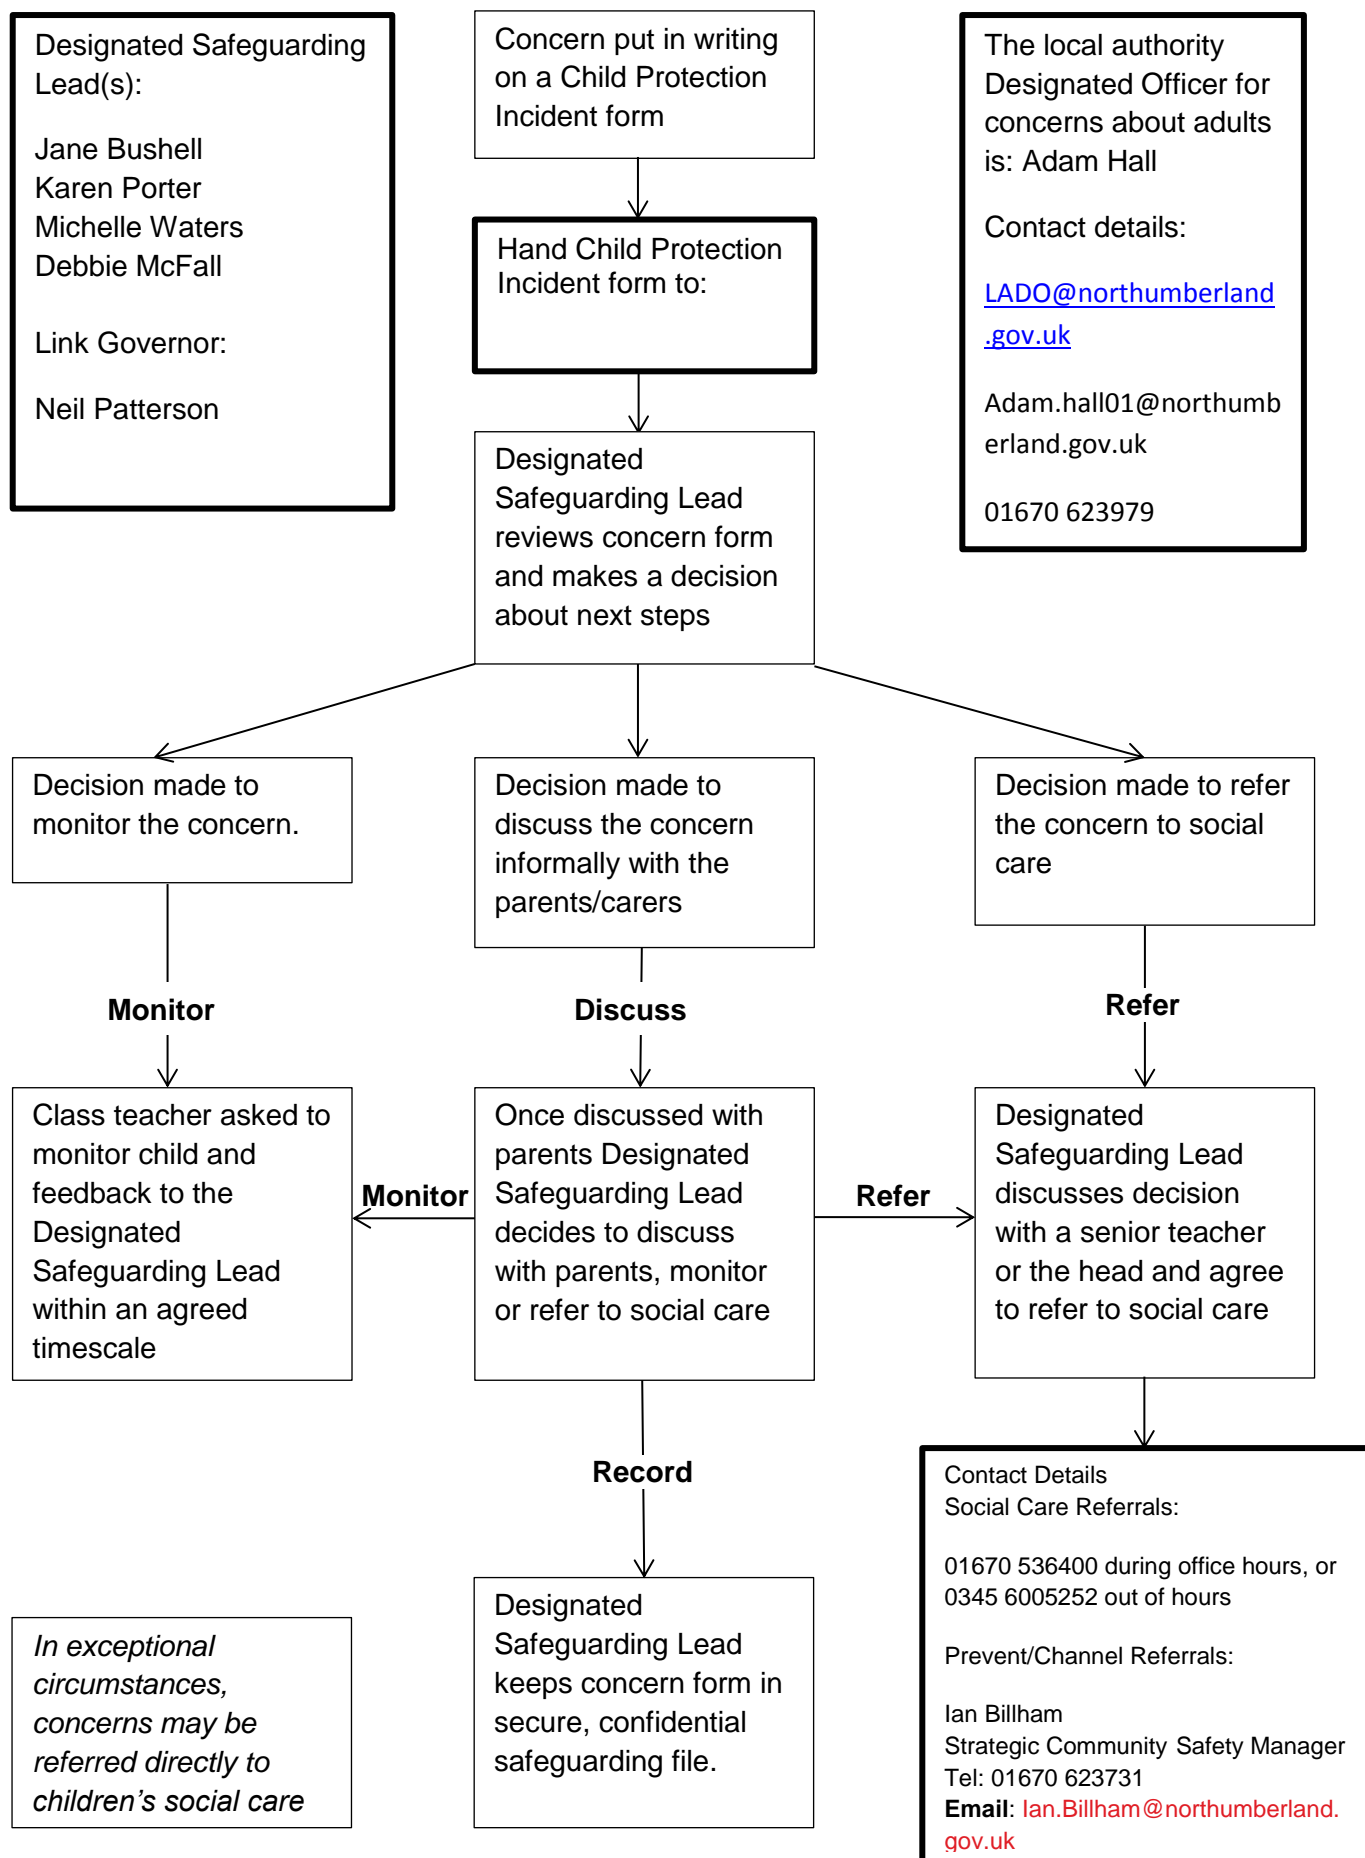 Designated Safeguarding
Lead(s):
Jane Bushell
Karen Porter
Michelle Waters
Debbie McFall
Link Governor:
Neil Patterson
Concern put in writing
on a Child Protection
Incident form
The local authority
Designated Officer for
concerns about adults
is: Adam Hall
Contact details:
LADO@northumberland
.gov.uk
Adam.hall01@northumb
erland.gov.uk
01670 623979
Hand Child Protection
Incident form to:
Designated
Safeguarding Lead
reviews concern form
and makes a decision
about next steps
Decision made to
monitor the concern.
Decision made to
discuss the concern
informally with the
parents/carers
Decision made to refer
the concern to social
care
Monitor
Discuss
Refer
Class teacher asked to
monitor child and
feedback to the
Designated
Safeguarding Lead
within an agreed
timescale
Monitor
Once discussed with
parents Designated
Safeguarding Lead
decides to discuss
with parents, monitor
or refer to social care
Refer
Designated
Safeguarding Lead
discusses decision
with a senior teacher
or the head and agree
to refer to social care
Record
Contact Details
Social Care Referrals:
01670 536400 during office hours, or
0345 6005252 out of hours
Prevent/Channel Referrals:
Ian Billham
Strategic Community Safety Manager
Tel: 01670 623731
Email: Ian.Billham@northumberland.
gov.uk
Designated
Safeguarding Lead
keeps concern form in
secure, confidential
safeguarding file.
In exceptional
circumstances,
concerns may be
referred directly to
children’s social care